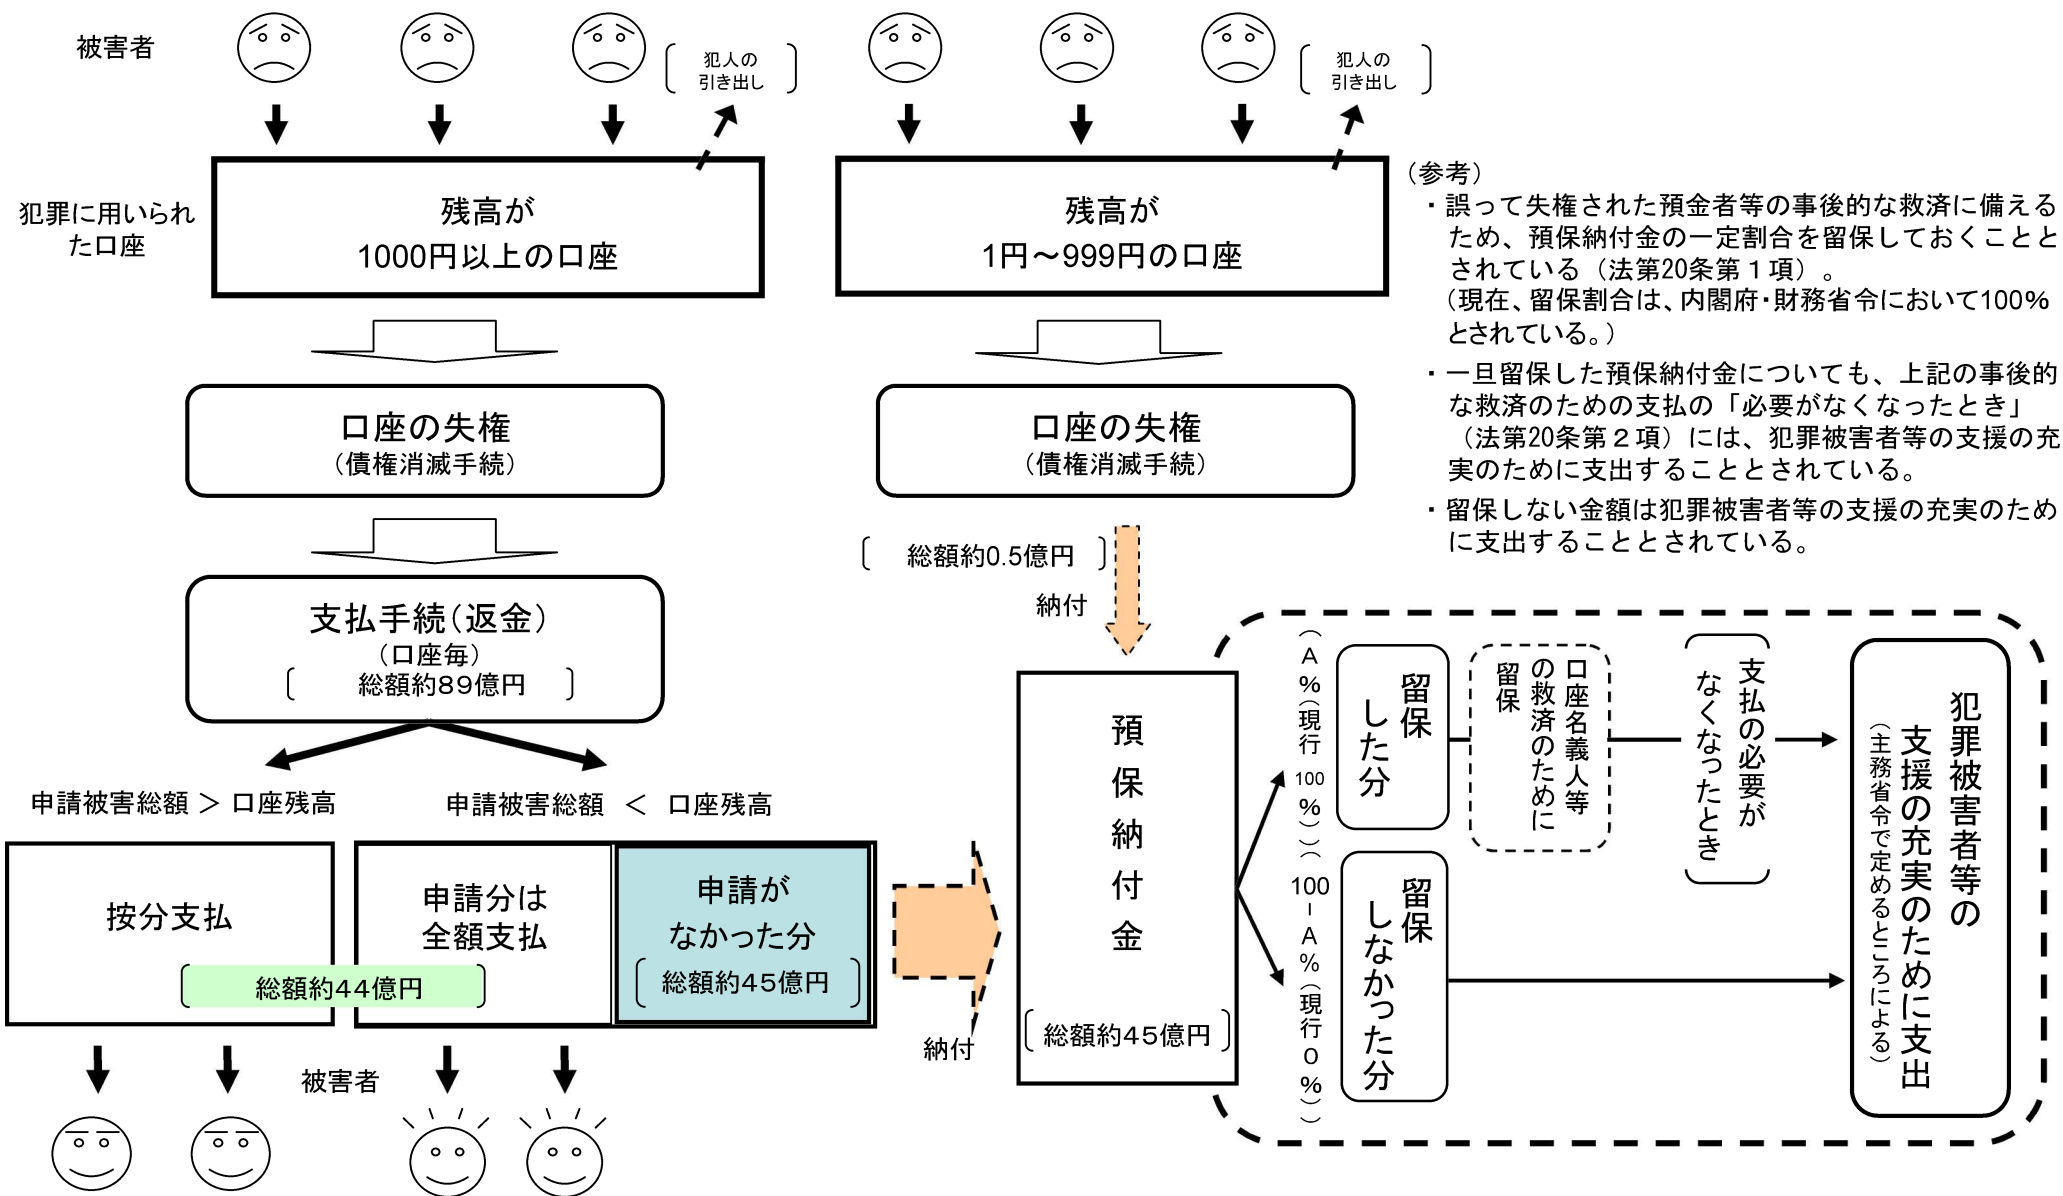 被害者
犯人の
引き出し
犯人の
引き出し
犯罪に用いられ
た口座
残高が
1000円以上の口座
残高が
1円～999円の口座
（参考）
・誤って失権された預金者等の事後的な救済に備える
ため、預保納付金の一定割合を留保しておくことと
されている（法第20条第１項）。
（現在、留保割合は、内閣府・財務省令において100%
とされている。）
・一旦留保した預保納付金についても、上記の事後的
な救済のための支払の「必要がなくなったとき」
（法第20条第２項）には、犯罪被害者等の支援の充
実のために支出することとされている。
・留保しない金額は犯罪被害者等の支援の充実のため
に支出することとされている。
口座の失権
（債権消滅手続）
口座の失権
（債権消滅手続）
総額約0.5億円
納付
支払手続（返金）
（口座毎）
総額約89億円
申請被害総額 ＞ 口座残高
申請被害総額 ＜ 口座残高
按分支払
申請分は
全額支払
総額約44億円
申請が
なかった分
総額約45億円
納付
被害者
預保納付金
総額約45億円
（A％（現行100％））
（100－A％（現行０％））
留保
した分
口座名義人等
の救済のために
留保
支払の必要が
なくなったとき
留保
しなかった分
犯罪被害者等の
支援の充実のために支出
（主務省令で定めるところによる）